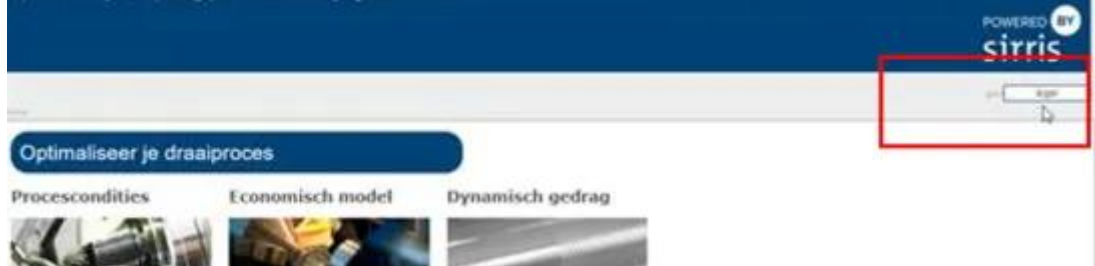 POWERED BY
sirris
Optimaliseer je draaiproces
Procescondities Economisch model Dynamisch gedrag